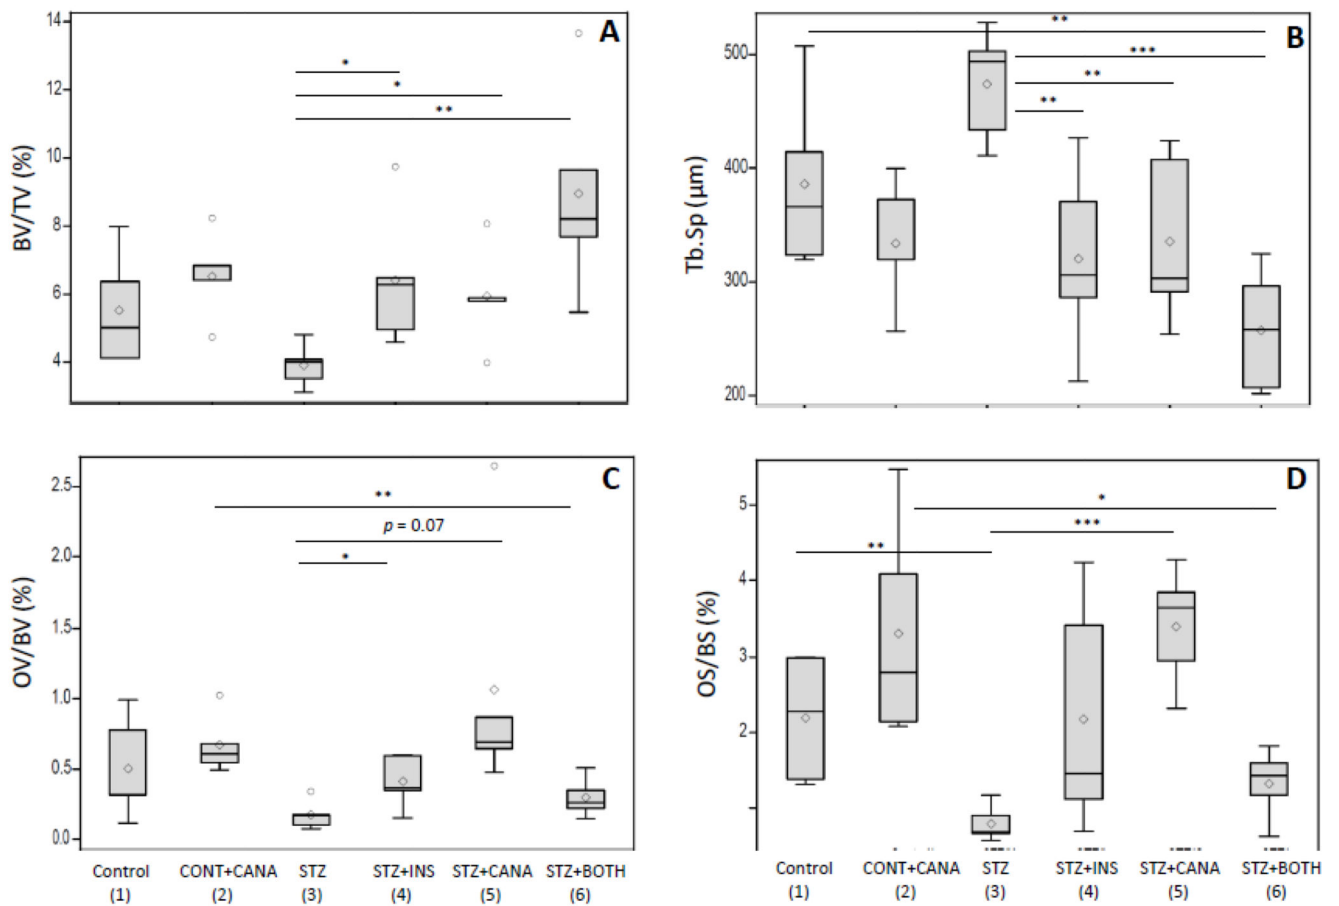 A
14
12
10
8
6
4
BV/TV (%)
*
*
**
B
500
400
300
200
Tb.Sp (µm)
**
***
**
**
C
2.5
2.0
1.5
1.0
0.5
0.0
OV/BV (%)
**
p = 0.07
*
D
5
4
3
2
OS/BS (%)
*
***
**
Control CONT+CANA STZ STZ+INS STZ+CANA STZ+BOTH
(1) (2) (3) (4) (5) (6)
Control CONT+CANA STZ STZ+INS STZ+CANA STZ+BOTH
(1) (2) (3) (4) (5) (6)